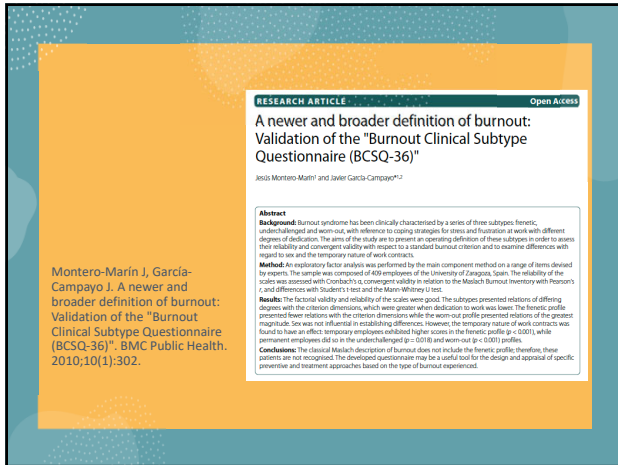 RESEARCH ARTICLE
Open Access
A newer and broader definition of burnout:
Validation of the "Burnout Clinical Subtype
Questionnaire (BCSQ-36)"
Jesús Montero-Marín¹ and Javier García-Campayo*¹,²
Abstract
Background: Burnout syndrome has been clinically characterised by a series of three subtypes: frenetic,
underchallenged and worn-out, with reference to coping strategies for stress and frustration at work with different
degrees of dedication. The aims of the study are to present an operating definition of these subtypes in order to assess
their reliability and convergent validity with respect to a standard burnout criterion and to examine differences with
regard to sex and the temporary nature of work contracts.
Method: An exploratory factor analysis was performed by the main component method on a range of items devised
by experts. The sample was composed of 409 employees of the University of Zaragoza, Spain. The reliability of the
scales was assessed with Cronbach's α, convergent validity in relation to the Maslach Burnout Inventory with Pearson's
r, and differences with Student's t-test and the Mann-Whitney U test.
Results: The factorial validity and reliability of the scales were good. The subtypes presented relations of differing
degrees with the criterion dimensions, which were greater when dedication to work was lower. The frenetic profile
presented fewer relations with the criterion dimensions while the worn-out profile presented relations of the greatest
magnitude. Sex was not influential in establishing differences. However, the temporary nature of work contracts was
found to have an effect: temporary employees exhibited higher scores in the frenetic profile (p < 0.001), while
permanent employees did so in the underchallenged (p = 0.018) and worn-out (p < 0.001) profiles.
Conclusions: The classical Maslach description of burnout does not include the frenetic profile; therefore, these
patients are not recognised. The developed questionnaire may be a useful tool for the design and appraisal of specific
preventive and treatment approaches based on the type of burnout experienced.
Montero-Marín J, García-
Campayo J. A newer and
broader definition of burnout:
Validation of the "Burnout
Clinical Subtype Questionnaire
(BCSQ-36)". BMC Public Health.
2010;10(1):302.